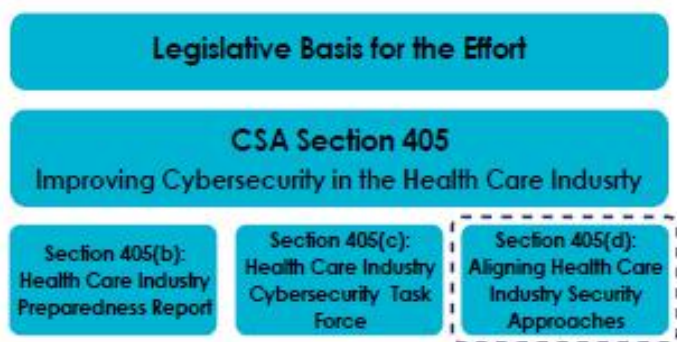 Legislative Basis for the Effort
CSA Section 405
Improving Cybersecurity in the Health Care Indusrty
Section 405(b):
Health Care Industry
Preparedness Report
Section 405(c):
Health Care Industry
Cybersecurity Task
Force
Section 405(d):
Aligning Health Care
Industry Security
Approaches